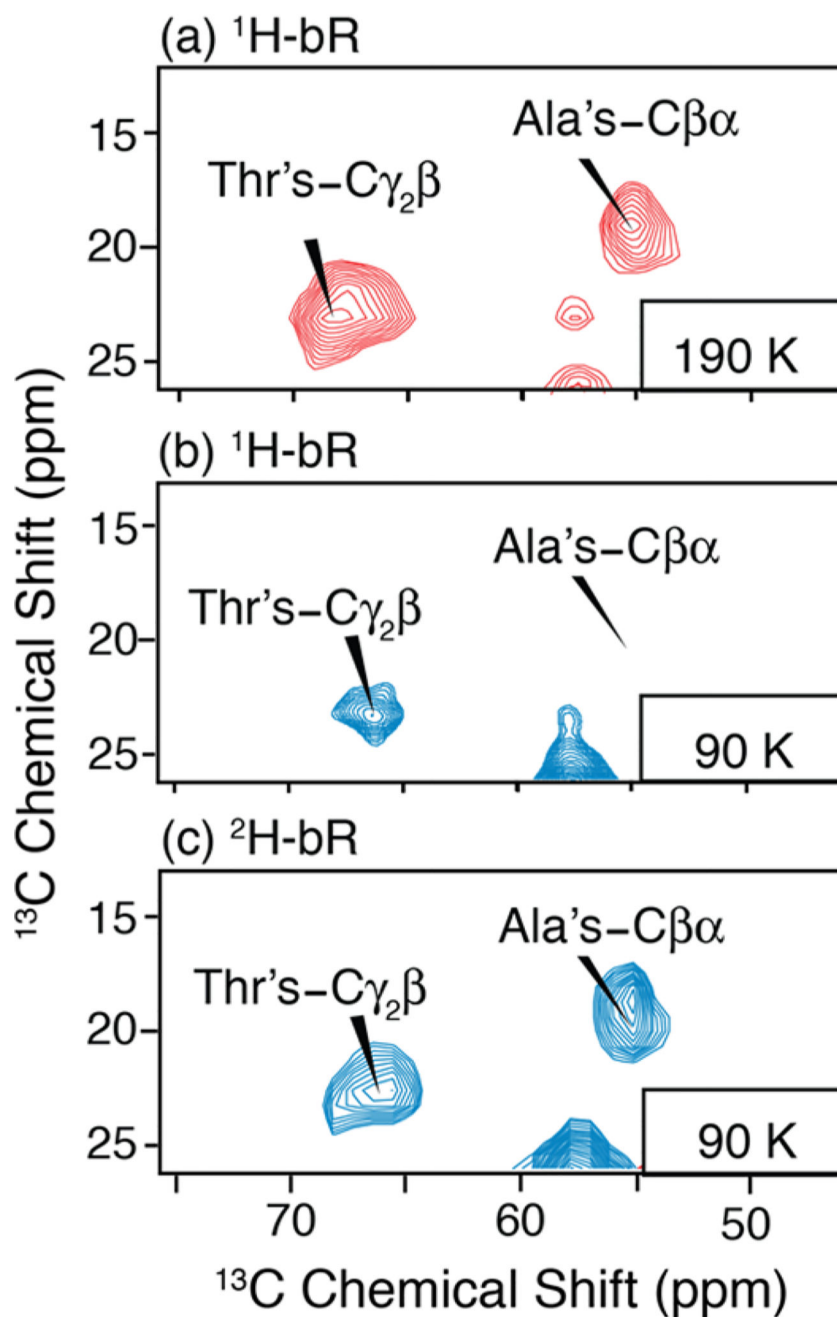 (a) ¹H-bR
Thr's–Cγ₂β
Ala's–Cβα
15
20
25
190 K
(b) ¹H-bR
Thr's–Cγ₂β
Ala's–Cβα
15
20
25
90 K
(c) ²H-bR
Thr's–Cγ₂β
Ala's–Cβα
15
20
25
90 K
¹³C Chemical Shift (ppm)
70 60 50
¹³C Chemical Shift (ppm)